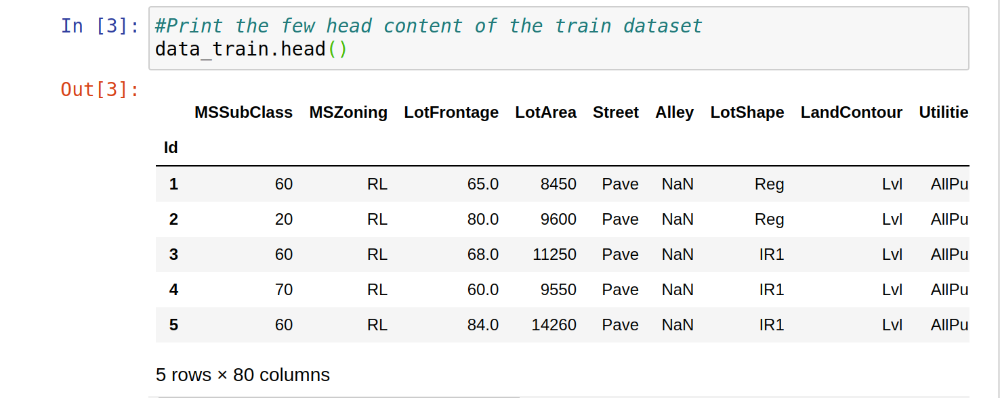 In [3]: #Print the few head content of the train dataset
data_train.head()
Out[3]:
MSSubClass MSZoning LotFrontage LotArea Street Alley LotShape LandContour Utilitie
Id
1 60 RL 65.0 8450 Pave NaN Reg Lvl AllPu
2 20 RL 80.0 9600 Pave NaN Reg Lvl AllPu
3 60 RL 68.0 11250 Pave NaN IR1 Lvl AllPu
4 70 RL 60.0 9550 Pave NaN IR1 Lvl AllPu
5 60 RL 84.0 14260 Pave NaN IR1 Lvl AllPu
5 rows × 80 columns